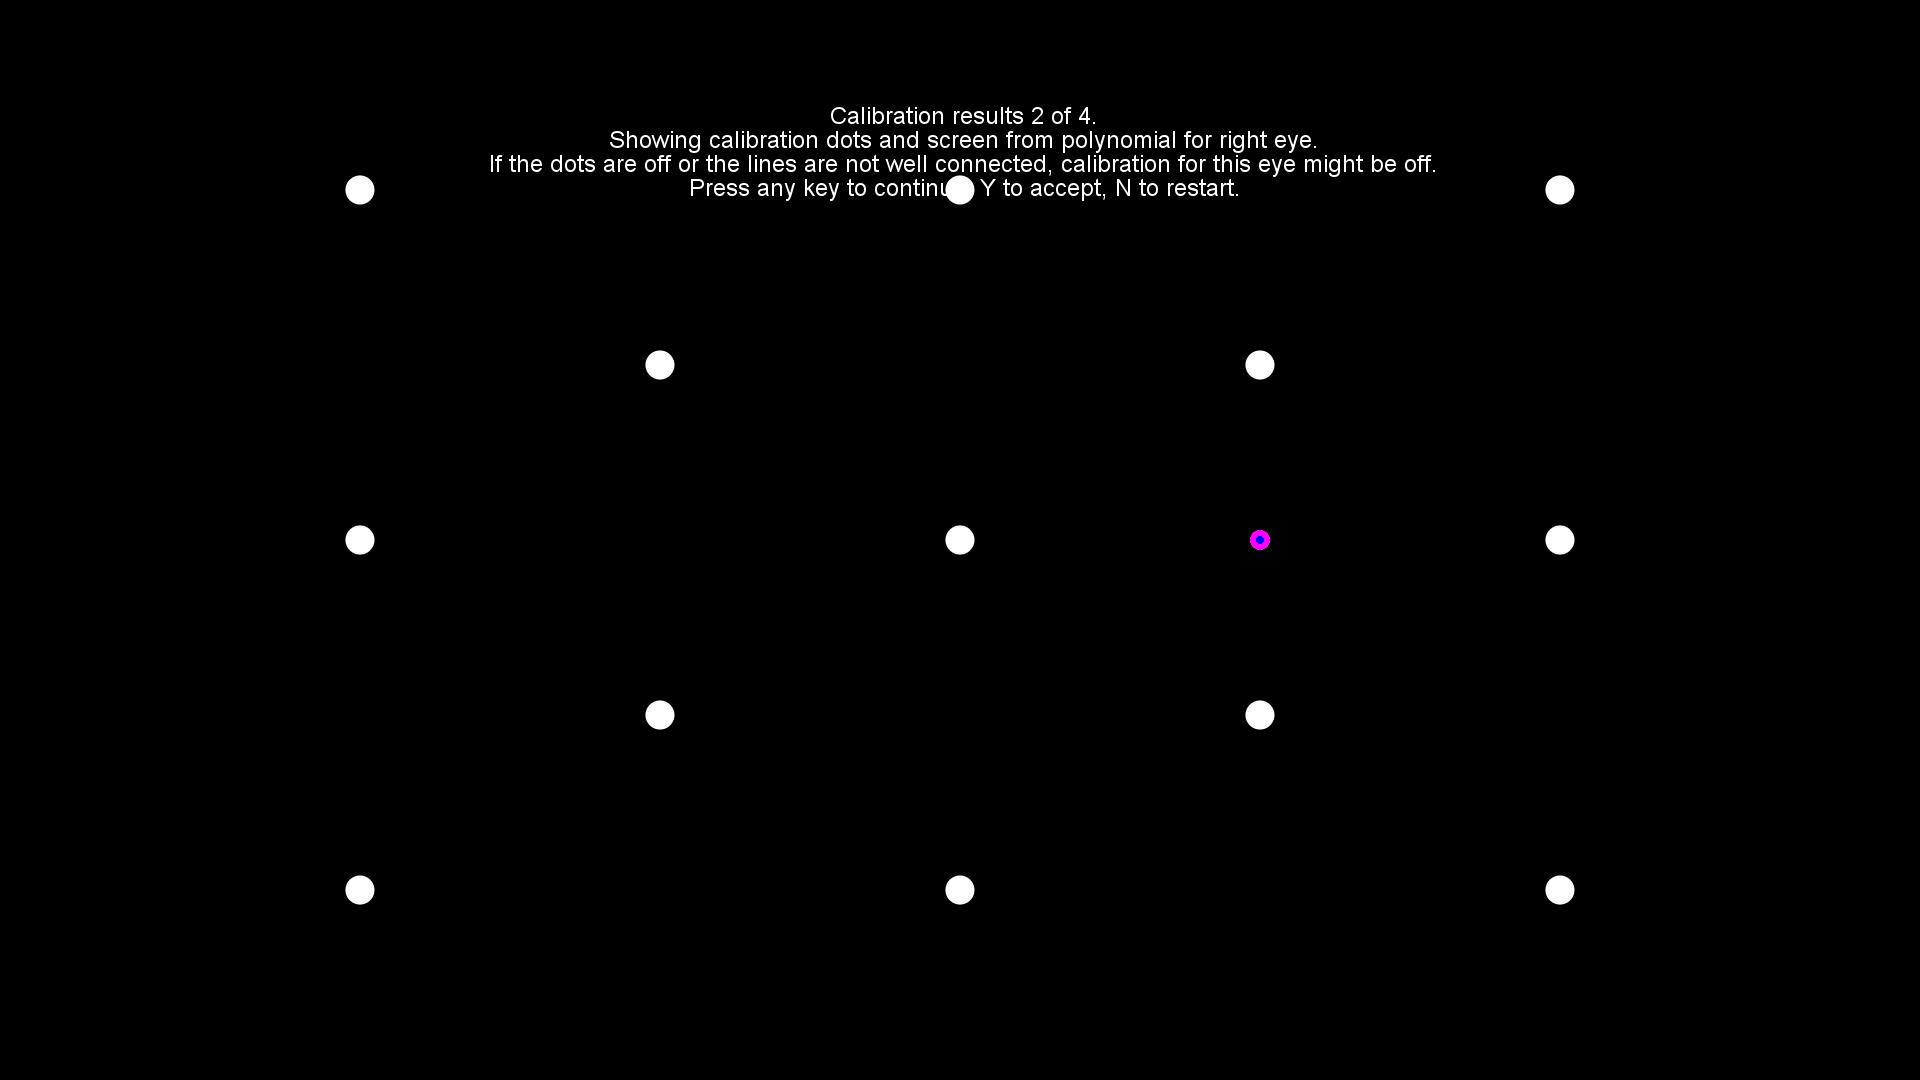 Calibration results 2 of 4.
Showing calibration dots and screen from polynomial for right eye.
If the dots are off or the lines are not well connected, calibration for this eye might be off.
Press any key to continu Y to accept, N to restart.